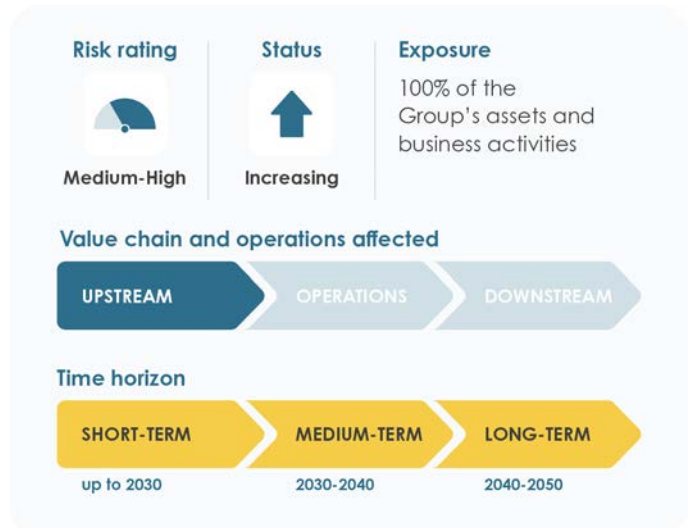 Risk rating
Medium-High
Status
Increasing
Exposure
100% of the
Group's assets and
business activities
Value chain and operations affected
UPSTREAM
OPERATIONS
DOWNSTREAM
Time horizon
SHORT-TERM
MEDIUM-TERM
LONG-TERM
up to 2030
2030-2040
2040-2050